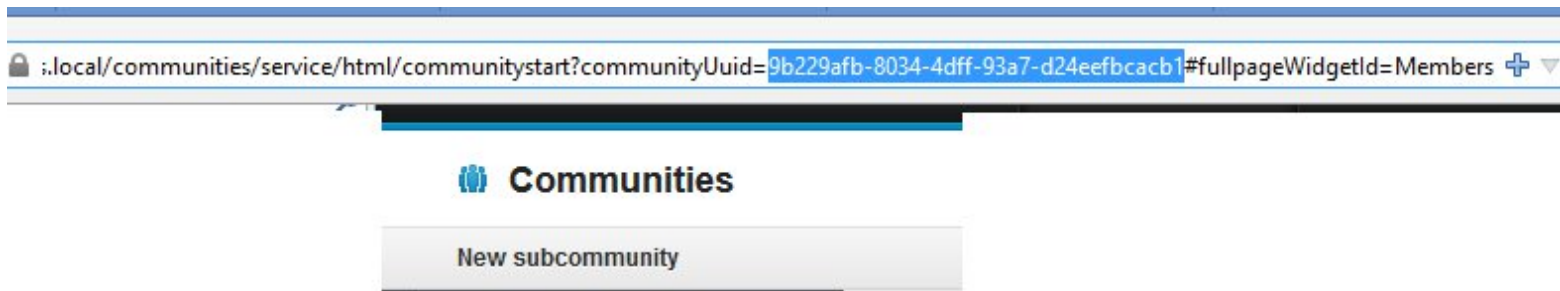 s.local/communities/service/html/communitystart?communityUuid=9b229afb-8034-4dff-93a7-d24eefbcacb1#fullpageWidgetId=Members
Communities
New subcommunity